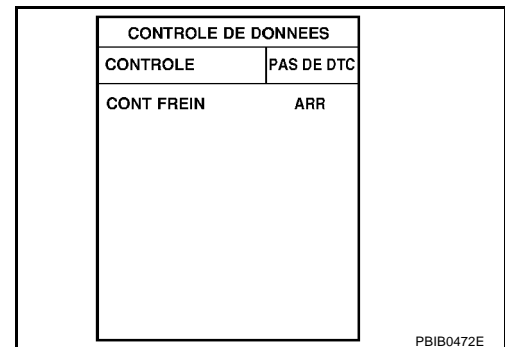 CONTROLE DE DONNEES
CONTROLE PAS DE DTC
CONT FREIN ARR
PBIB0472E